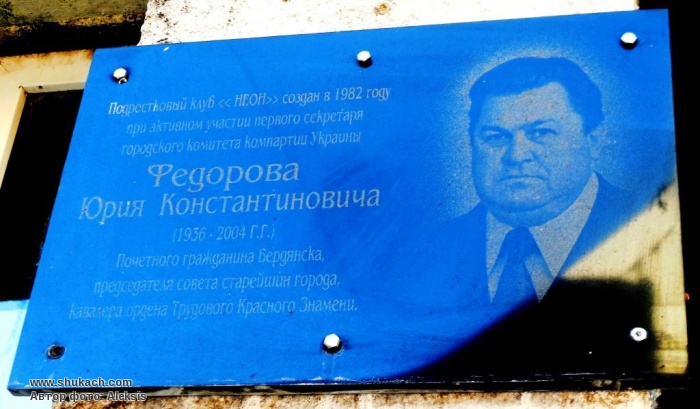 Подрестковый клуб << НЕОН>> создан в 1982 году
при активном участии первого секретаря
городского комитета компартии Украины
Федорова
Юрия Константиновича
(1936 - 2004 Г.Г.)
Почетного гражданина Бердянска,
председателя совета старейшин города,
кавалера ордена Трудового Красного Знамени.
www.shukach.com
Автор фото: Aleksis